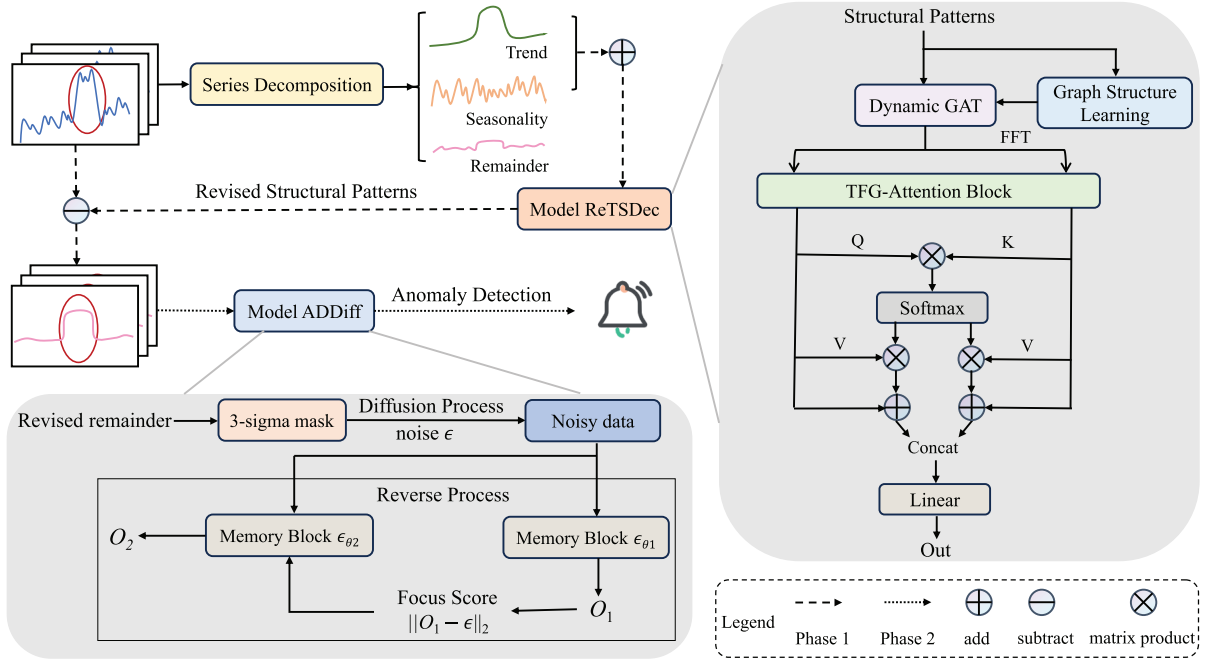 Series Decomposition
Trend
Seasonality
Remainder
Revised Structural Patterns
Model ReTSDec
Model ADDiff
Anomaly Detection
Revised remainder
3-sigma mask
Diffusion Process
noise ϵ
Noisy data
Reverse Process
Memory Block ϵθ2
Memory Block ϵθ1
O2
Focus Score
||O1 − ϵ||2
O1
Structural Patterns
Dynamic GAT
Graph Structure
Learning
FFT
TFG-Attention Block
Q
K
Softmax
V
V
Concat
Linear
Out
Legend
Phase 1
Phase 2
add
subtract
matrix product